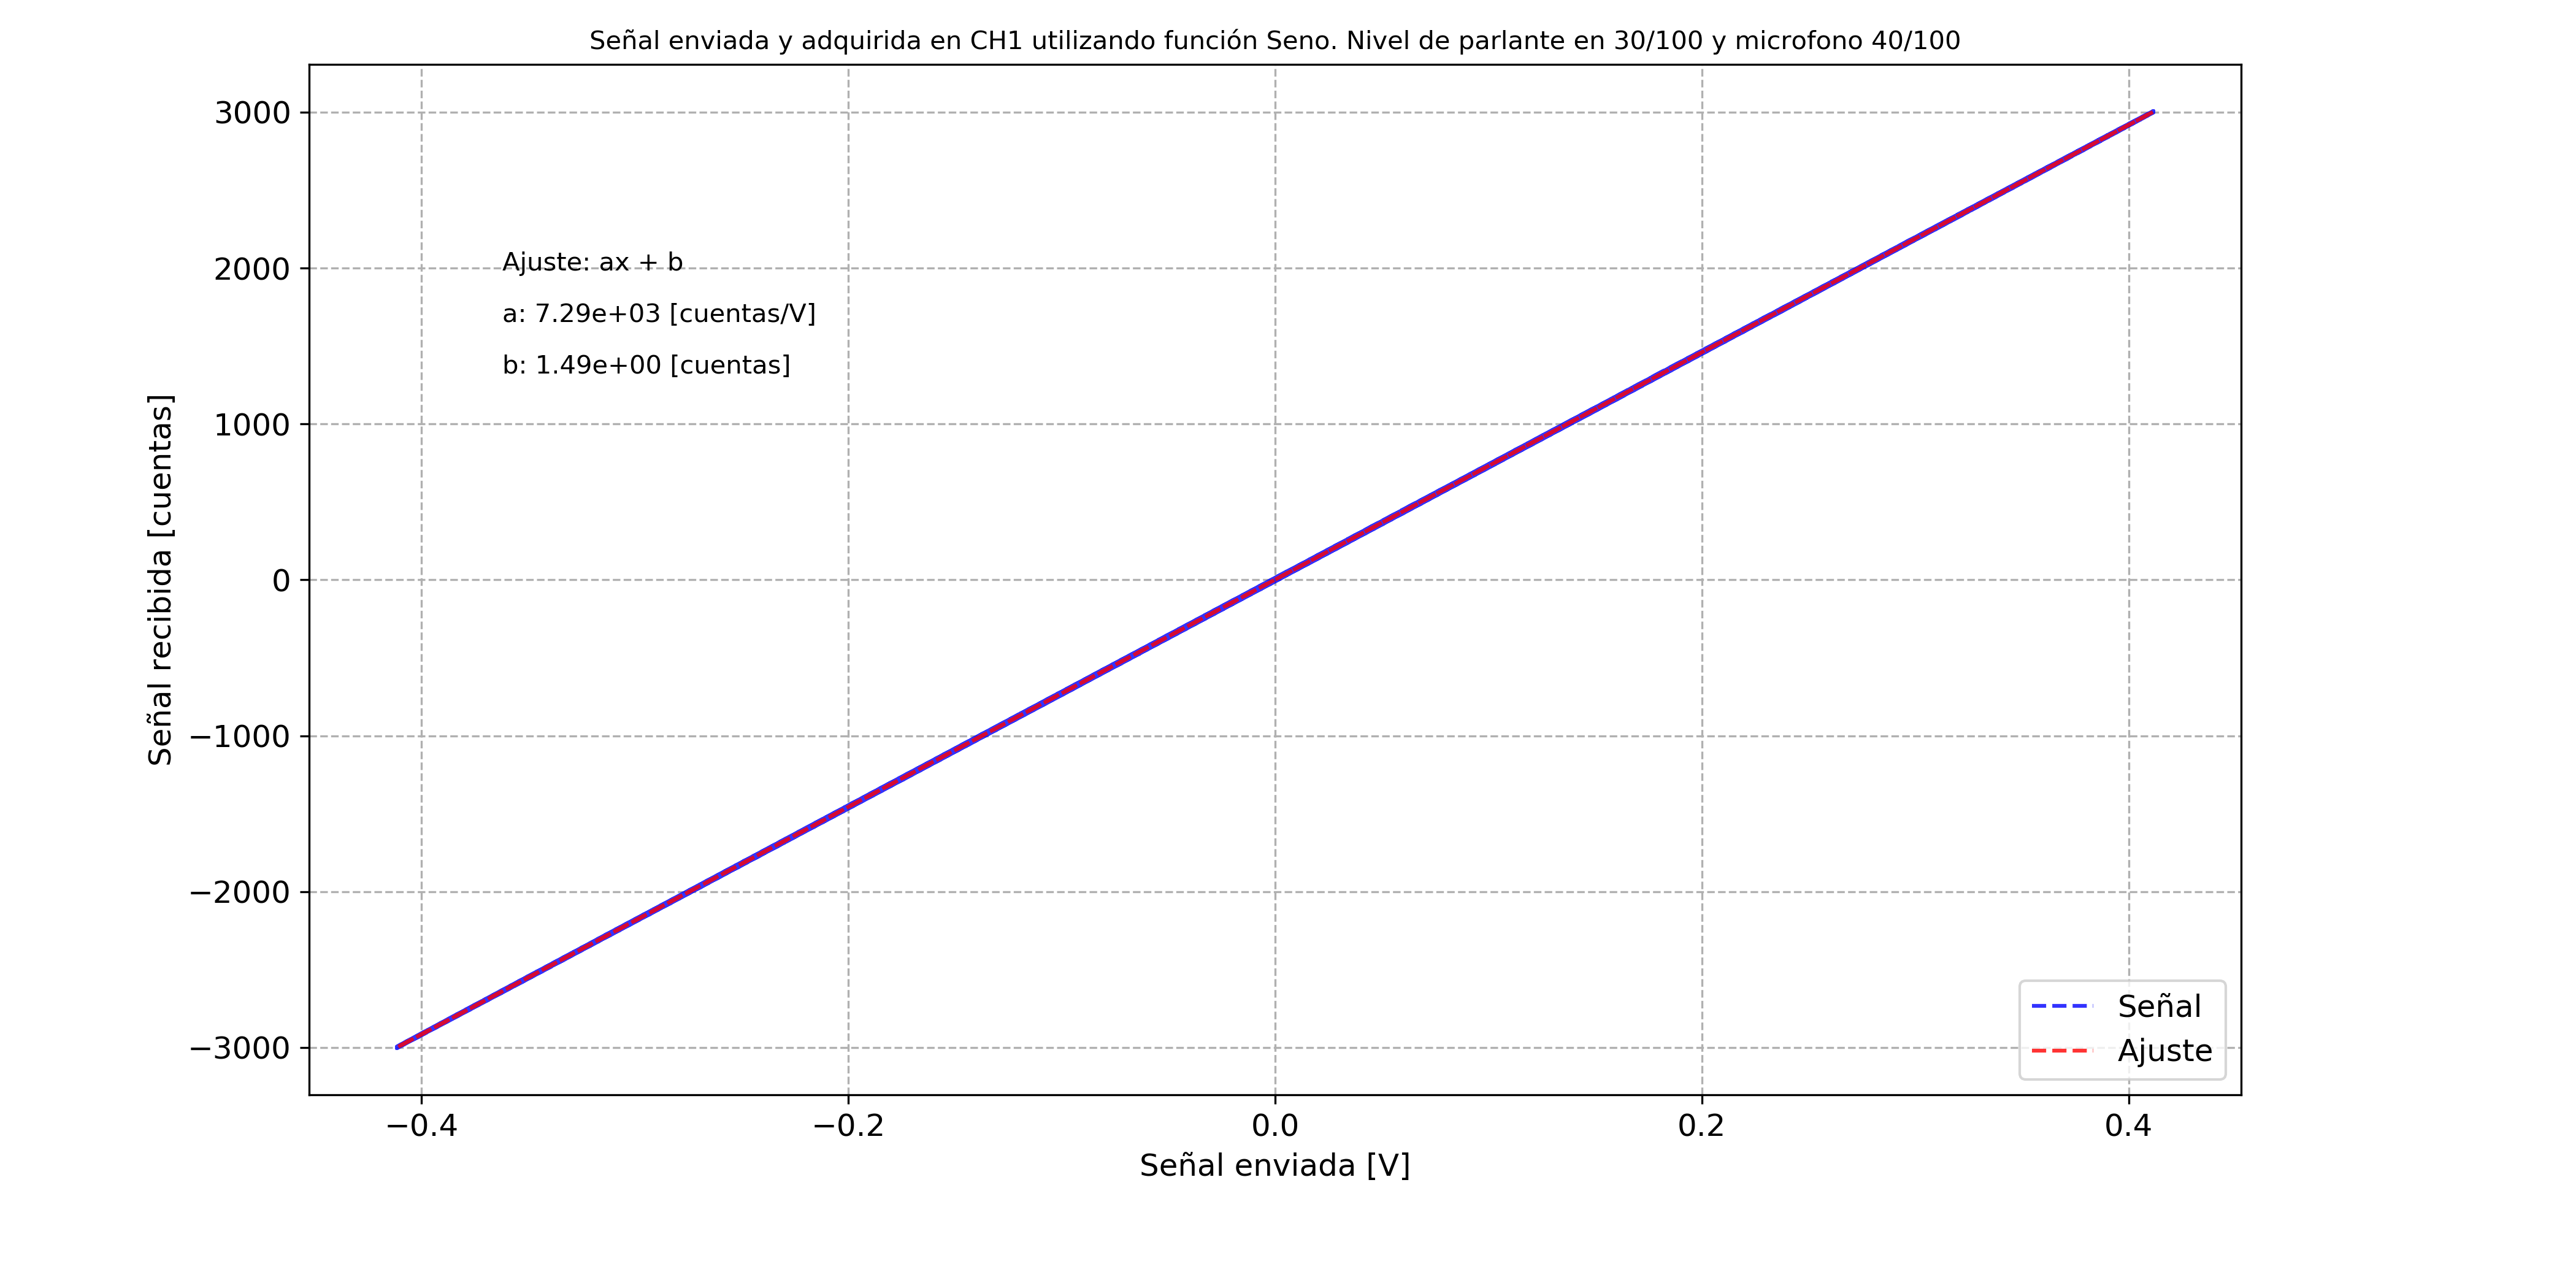 Señal enviada y adquirida en CH1 utilizando función Seno. Nivel de parlante en 30/100 y microfono 40/100
Señal recibida [cuentas]
3000
2000
1000
0
−1000
−2000
−3000
Ajuste: ax + b
a: 7.29e+03 [cuentas/V]
b: 1.49e+00 [cuentas]
Señal
Ajuste
−0.4
−0.2
0.0
0.2
0.4
Señal enviada [V]